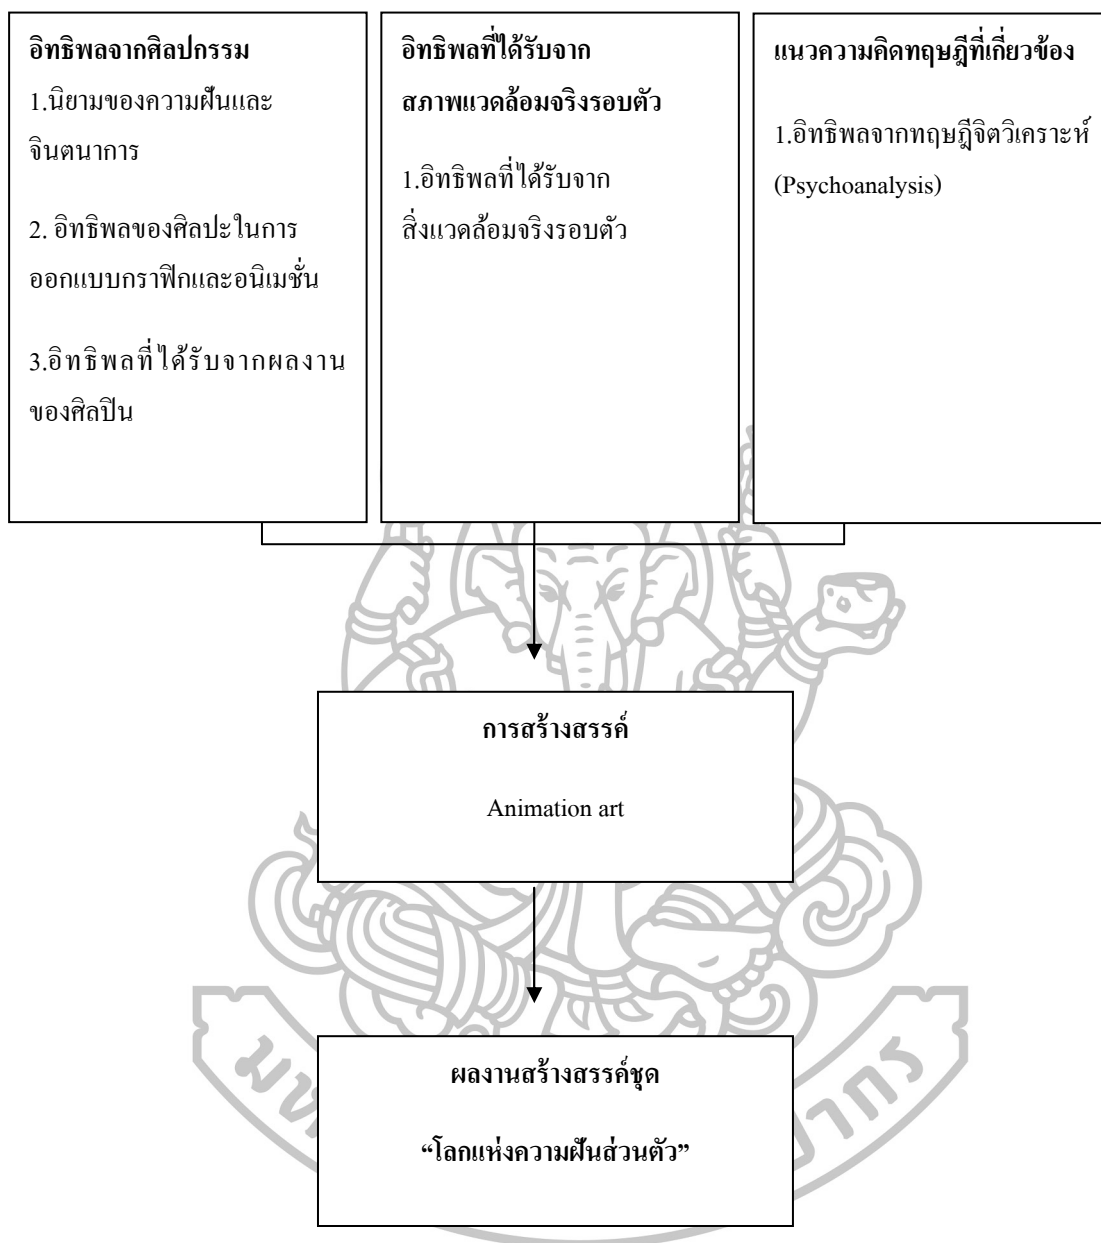 อิทธิพลจากศิลปกรรม
1.นิยามของความฝันและ
จินตนาการ
2. อิทธิพลของศิลปะในการ
ออกแบบกราฟิกและอนิเมชั่น
3.อิทธิพลที่ได้รับจากผลงาน
ของศิลปิน
อิทธิพลที่ได้รับจาก
สภาพแวดล้อมจริงรอบตัว
1.อิทธิพลที่ได้รับจาก
สิ่งแวดล้อมจริงรอบตัว
แนวความคิดทฤษฎีที่เกี่ยวข้อง
1.อิทธิพลจากทฤษฎีจิตวิเคราะห์
(Psychoanalysis)
การสร้างสรรค์
Animation art
ผลงานสร้างสรรค์ชุด
“โลกแห่งความฝันส่วนตัว”